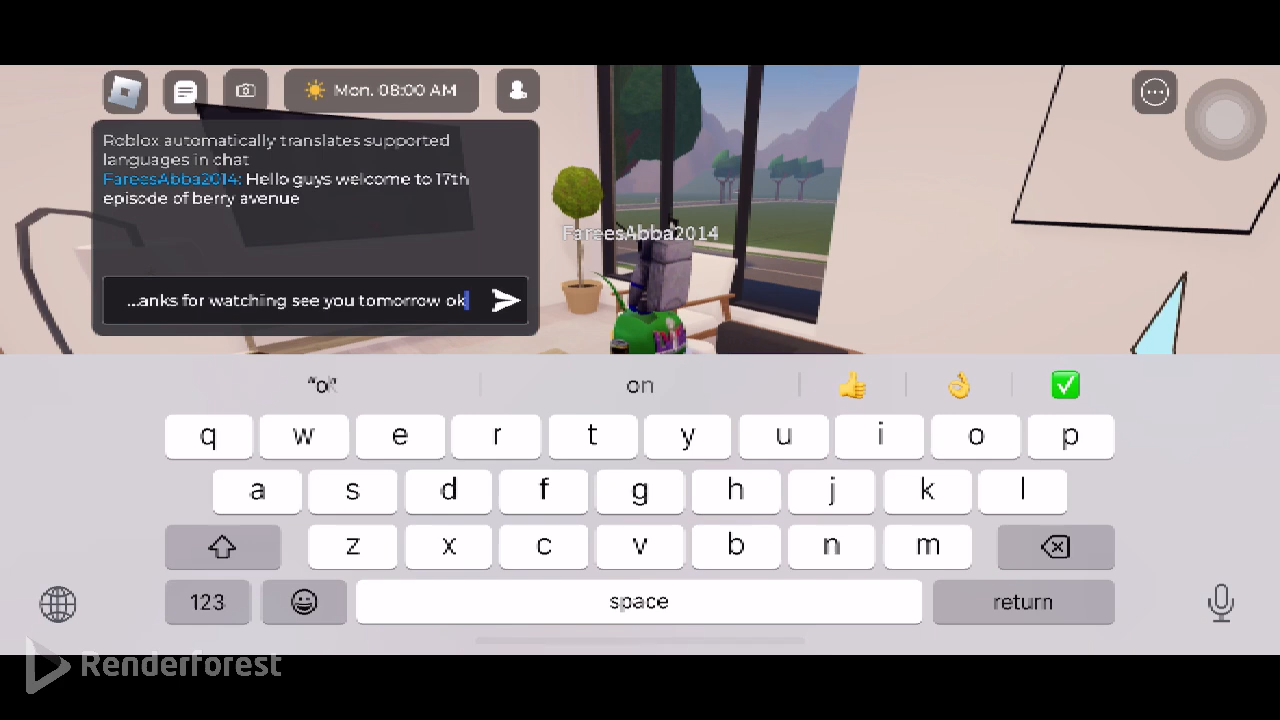 Mon. 08:00 AM
Roblox automatically translates supported
languages in chat
FareesAbba2014: Hello guys welcome to 17th
episode of berry avenue
FareesAbba2014
...anks for watching see you tomorrow ok
"ok"
on
q w e r t y u i o p
a s d f g h j k l
z x c v b n m
123
space
return
Renderforest